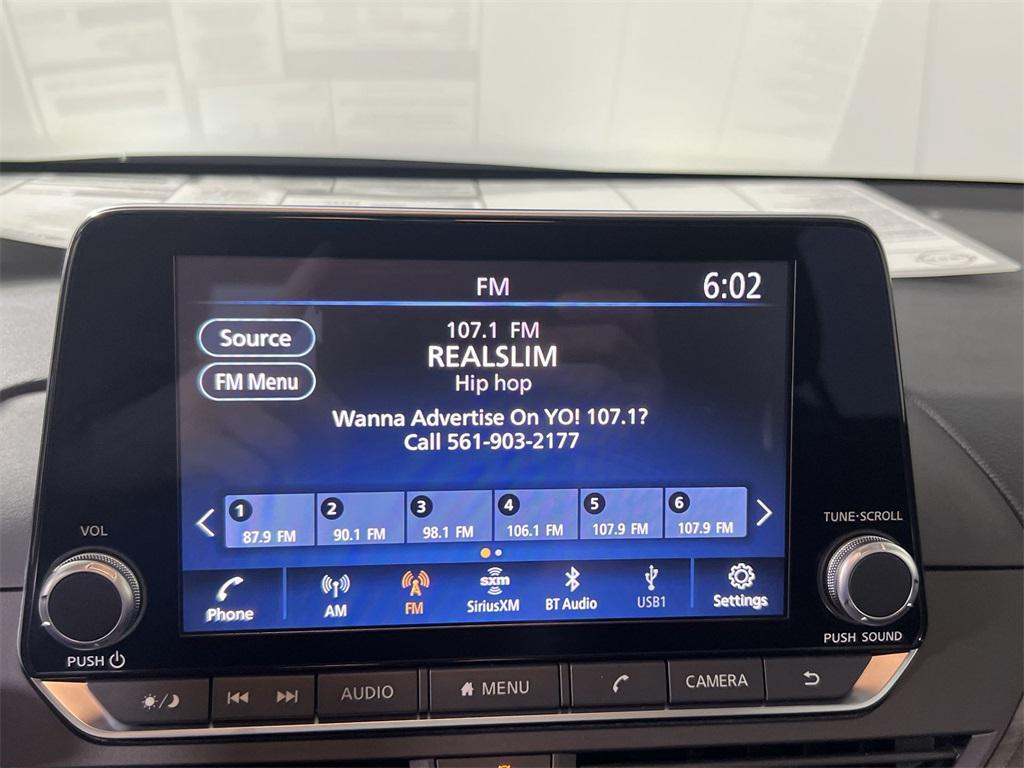 FM
6:02
Source
FM Menu
107.1 FM
REALSLIM
Hip hop
Wanna Advertise On YO! 107.1?
Call 561-903-2177
1
87.9 FM
2
90.1 FM
3
98.1 FM
4
106.1 FM
5
107.9 FM
6
107.9 FM
Phone
AM
FM
sxm
SiriusXM
BT Audio
USB1
Settings
VOL
PUSH
TUNE·SCROLL
PUSH SOUND
AUDIO
MENU
CAMERA